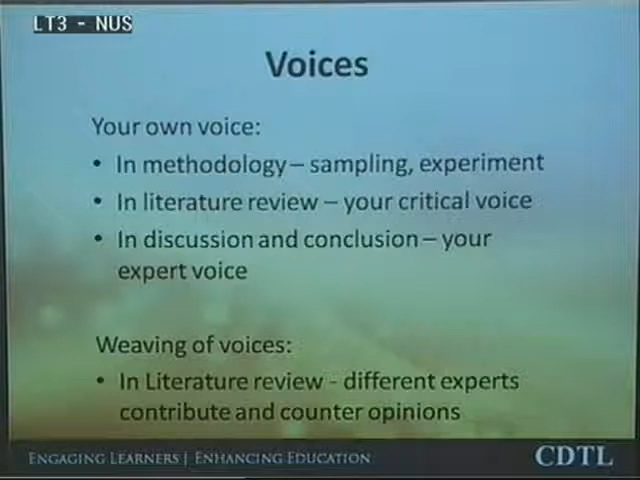 LT3 - NUS
Voices
Your own voice:
• In methodology – sampling, experiment
• In literature review – your critical voice
• In discussion and conclusion – your
expert voice
Weaving of voices:
• In Literature review - different experts
contribute and counter opinions
ENGAGING LEARNERS | ENHANCING EDUCATION
CDTL